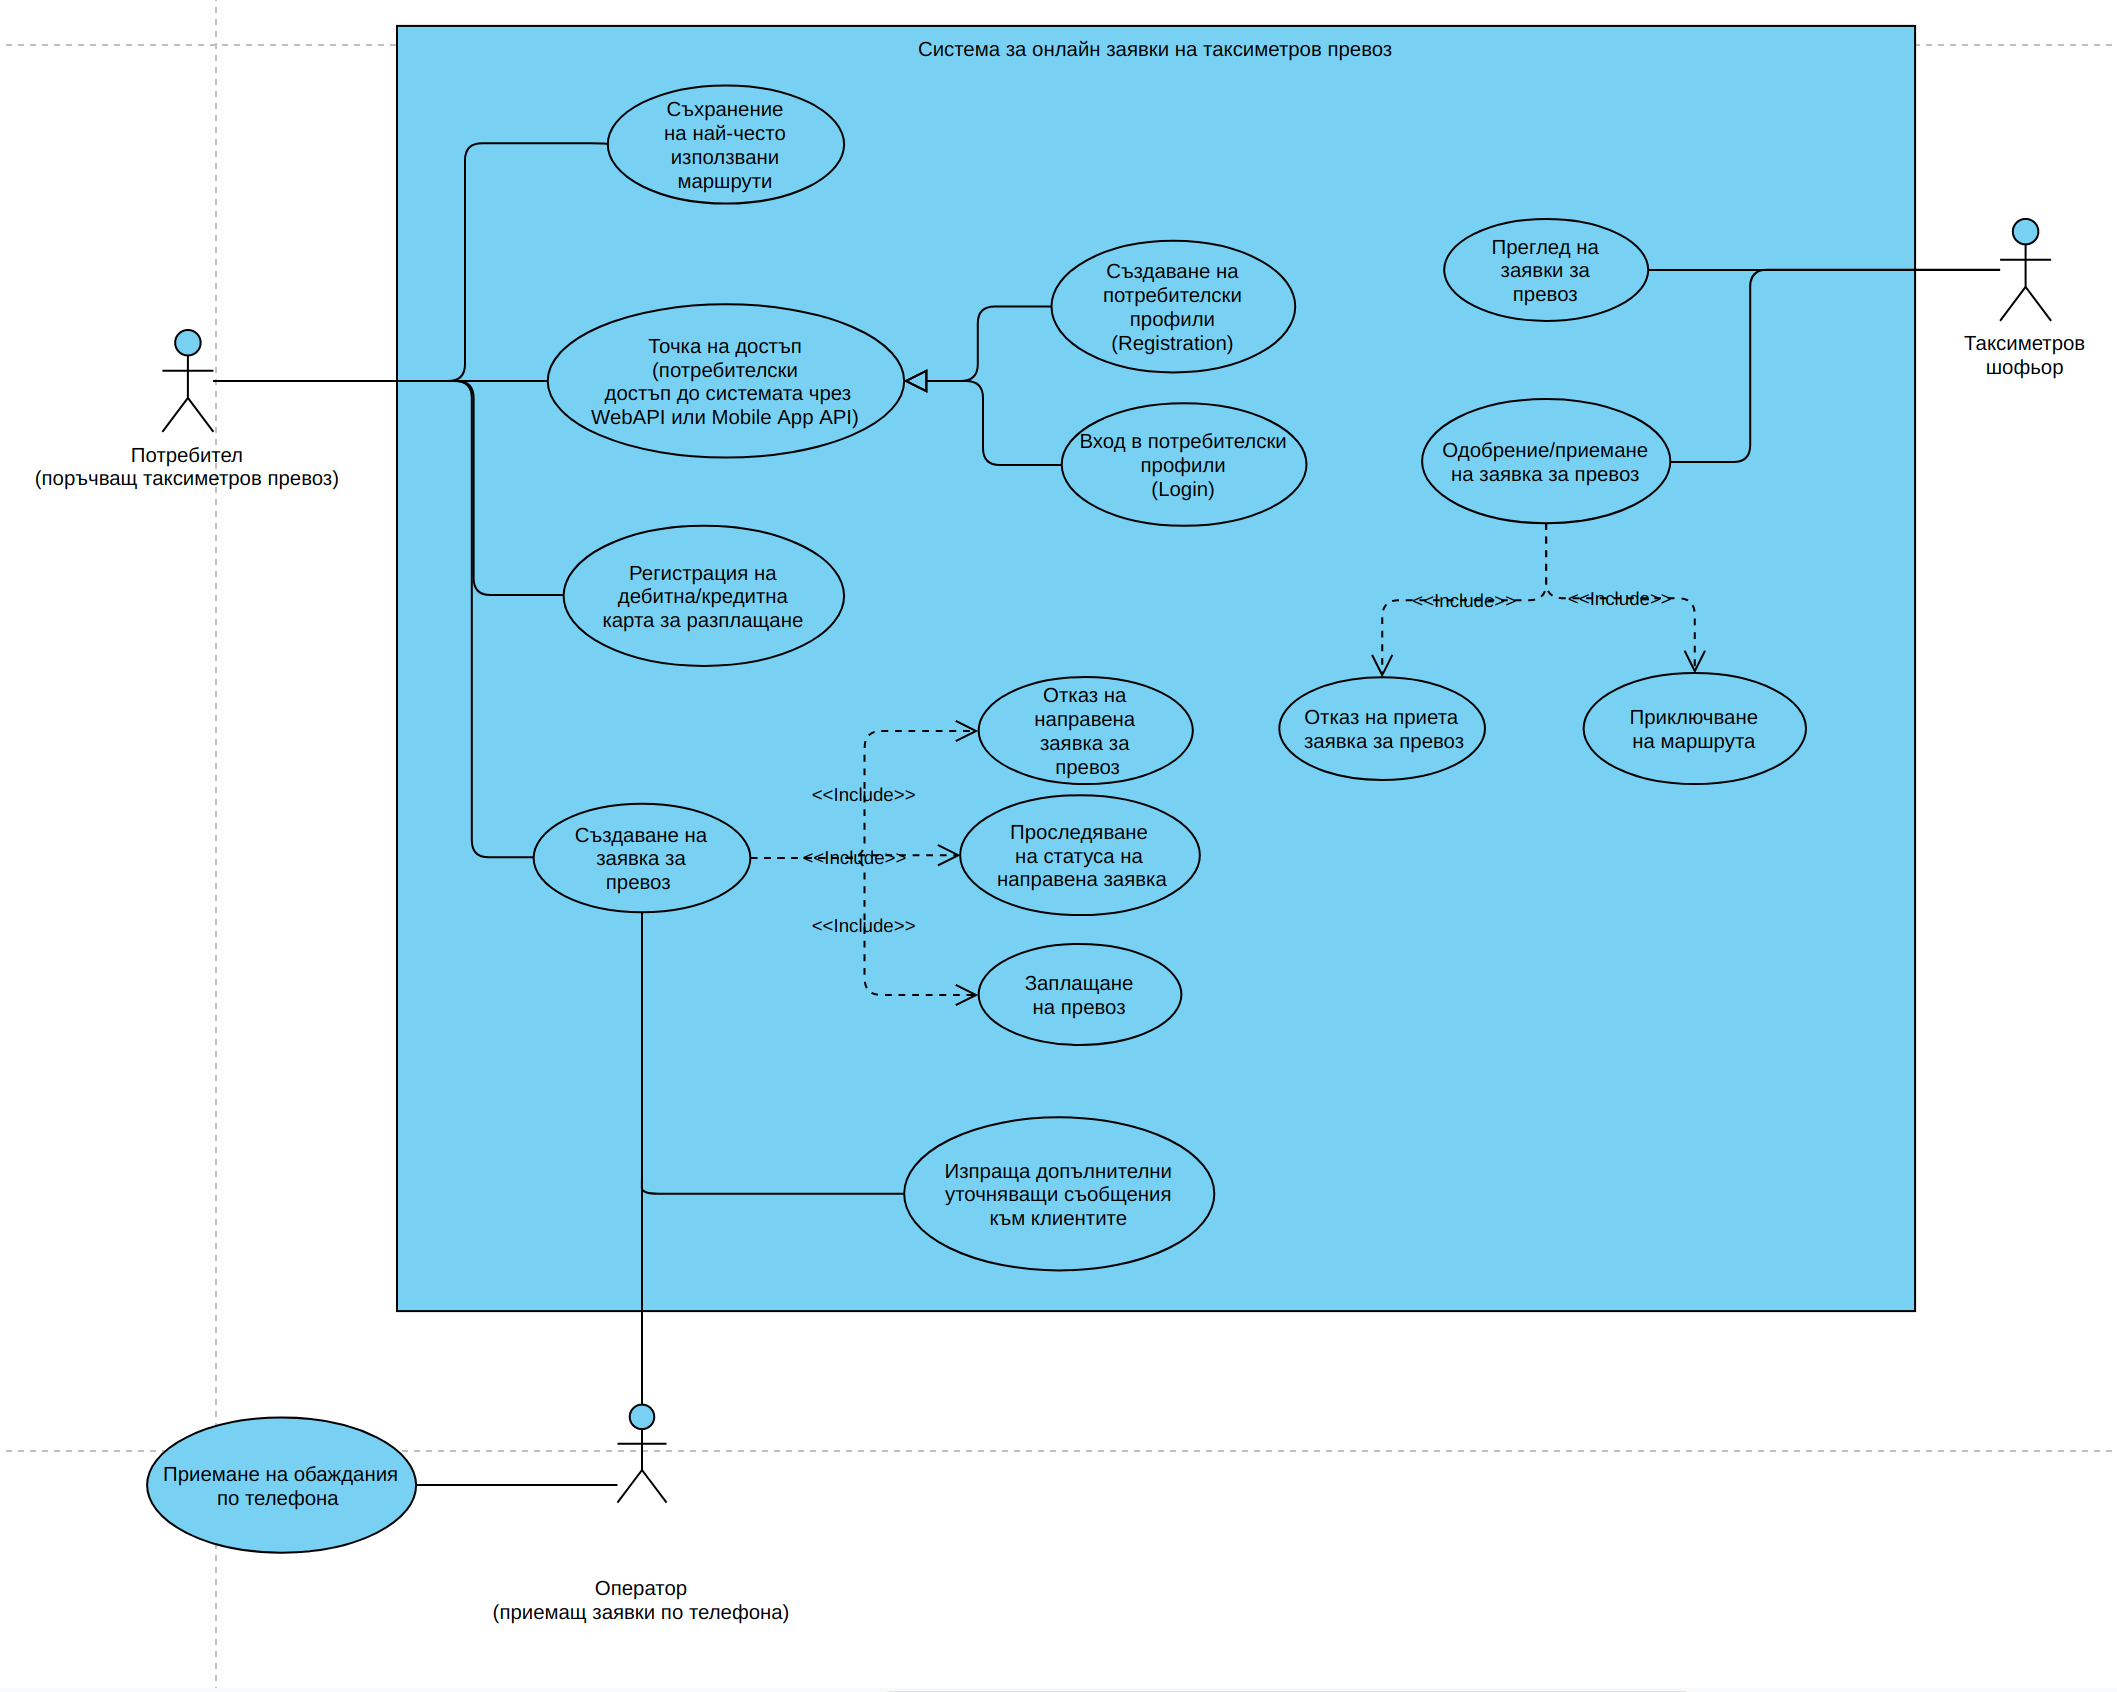 Система за онлайн заявки на таксиметров превоз
Съхранение
на най-често
използвани
маршрути
Създаване на
потребителски
профили
(Registration)
Преглед на
заявки за
превоз
Таксиметров
шофьор
Точка на достъп
(потребителски
достъп до системата чрез
WebAPI или Mobile App API)
Потребител
(поръчващ таксиметров превоз)
Вход в потребителски
профили
(Login)
Одобрение/приемане
на заявка за превоз
Регистрация на
дебитна/кредитна
карта за разплащане
<<Include>>
<<Include>>
Отказ на
направена
заявка за
превоз
Отказ на приета
заявка за превоз
Приключване
на маршрута
<<Include>>
Създаване на
заявка за
превоз
<<Include>>
Проследяване
на статуса на
направена заявка
<<Include>>
Заплащане
на превоз
Изпраща допълнителни
уточняващи съобщения
към клиентите
Приемане на обаждания
по телефона
Оператор
(приемащ заявки по телефона)